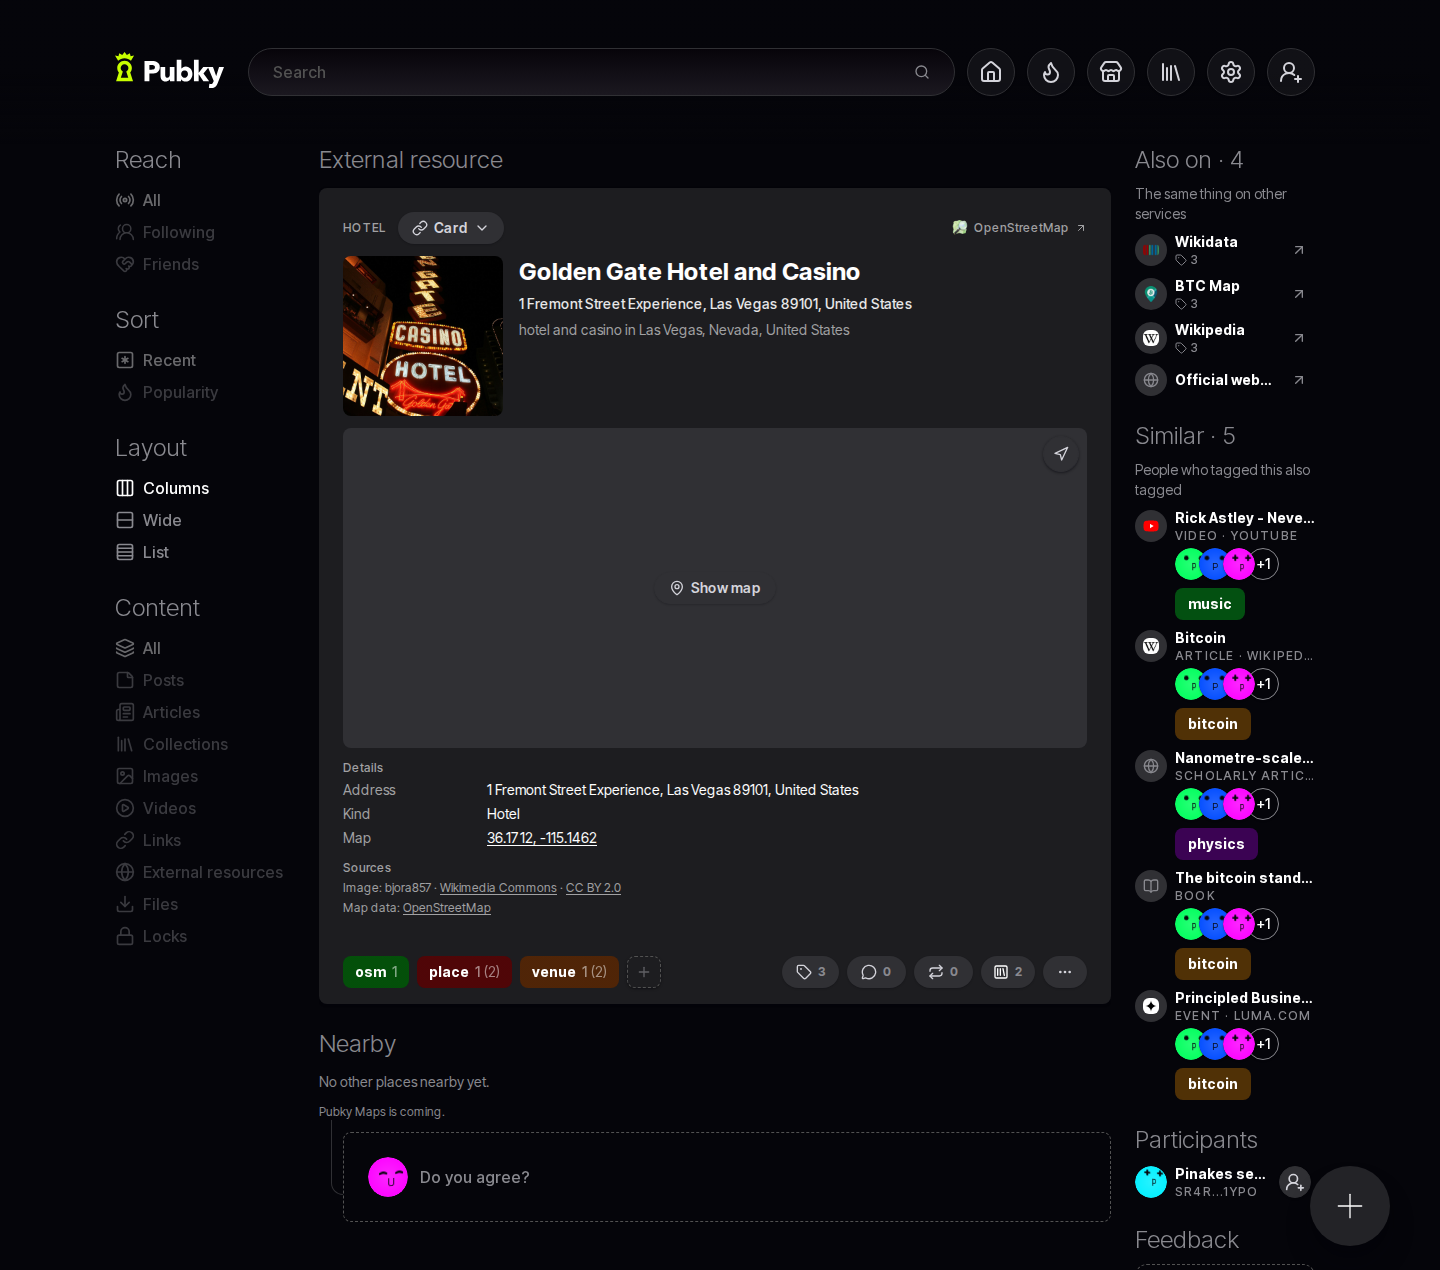 Pubky
Search
Reach
All
Following
Friends
Sort
Recent
Popularity
Layout
Columns
Wide
List
Content
All
Posts
Articles
Collections
Images
Videos
Links
External resources
Files
Locks
External resource
HOTEL
Card
OpenStreetMap
GATE
CASINO
HOTEL
Golden Gate Hotel and Casino
1 Fremont Street Experience, Las Vegas 89101, United States
hotel and casino in Las Vegas, Nevada, United States
Show map
Details
Address 1 Fremont Street Experience, Las Vegas 89101, United States
Kind Hotel
Map 36.1712, -115.1462
Sources
Image: bjora857 · Wikimedia Commons · CC BY 2.0
Map data: OpenStreetMap
osm 1 place 1 (2) venue 1 (2)
3 0 0 2
Nearby
No other places nearby yet.
Pubky Maps is coming.
Do you agree?
Also on · 4
The same thing on other
services
Wikidata
3
BTC Map
3
Wikipedia
3
Official web...
Similar · 5
People who tagged this also
tagged
Rick Astley - Neve...
VIDEO · YOUTUBE
+1
music
Bitcoin
ARTICLE · WIKIPED...
+1
bitcoin
Nanometre-scale...
SCHOLARLY ARTIC...
+1
physics
The bitcoin stand...
BOOK
+1
bitcoin
Principled Busine...
EVENT · LUMA.COM
+1
bitcoin
Participants
Pinakes se...
SR4R...1YPO
Feedback